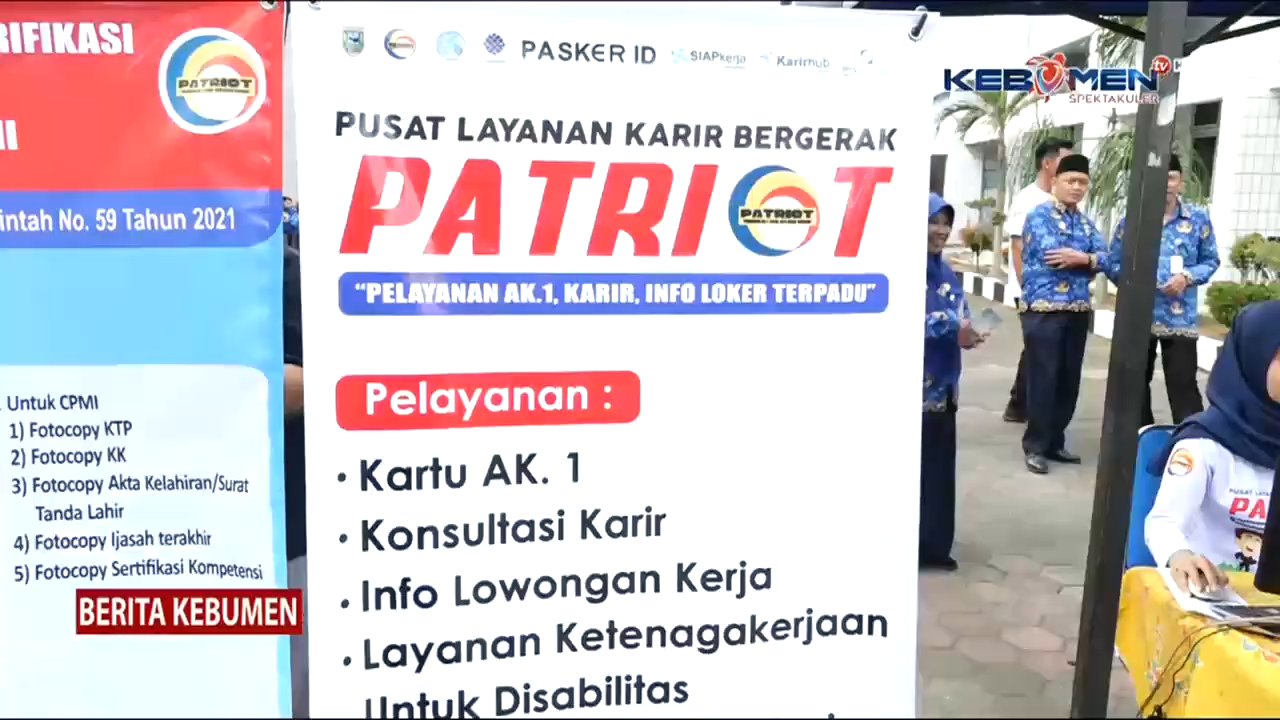 RIFIKASI
PATRIOT
MI
intah No. 59 Tahun 2021
Untuk CPMI
1) Fotocopy KTP
2) Fotocopy KK
3) Fotocopy Akta Kelahiran/Surat
Tanda Lahir
4) Fotocopy Ijasah terakhir
5) Fotocopy Sertifikasi Kompetensi
BERITA KEBUMEN
PASKER ID
SIAPkerja
Karirhub
PUSAT LAYANAN KARIR BERGERAK
PATRIOT
PATRIOT
"PELAYANAN AK.1, KARIR, INFO LOKER TERPADU"
Pelayanan :
• Kartu AK. 1
• Konsultasi Karir
• Info Lowongan Kerja
• Layanan Ketenagakerjaan
Untuk Disabilitas
KEBUMEN tv
SPEKTAKULER
PUSAT LAYA
PA